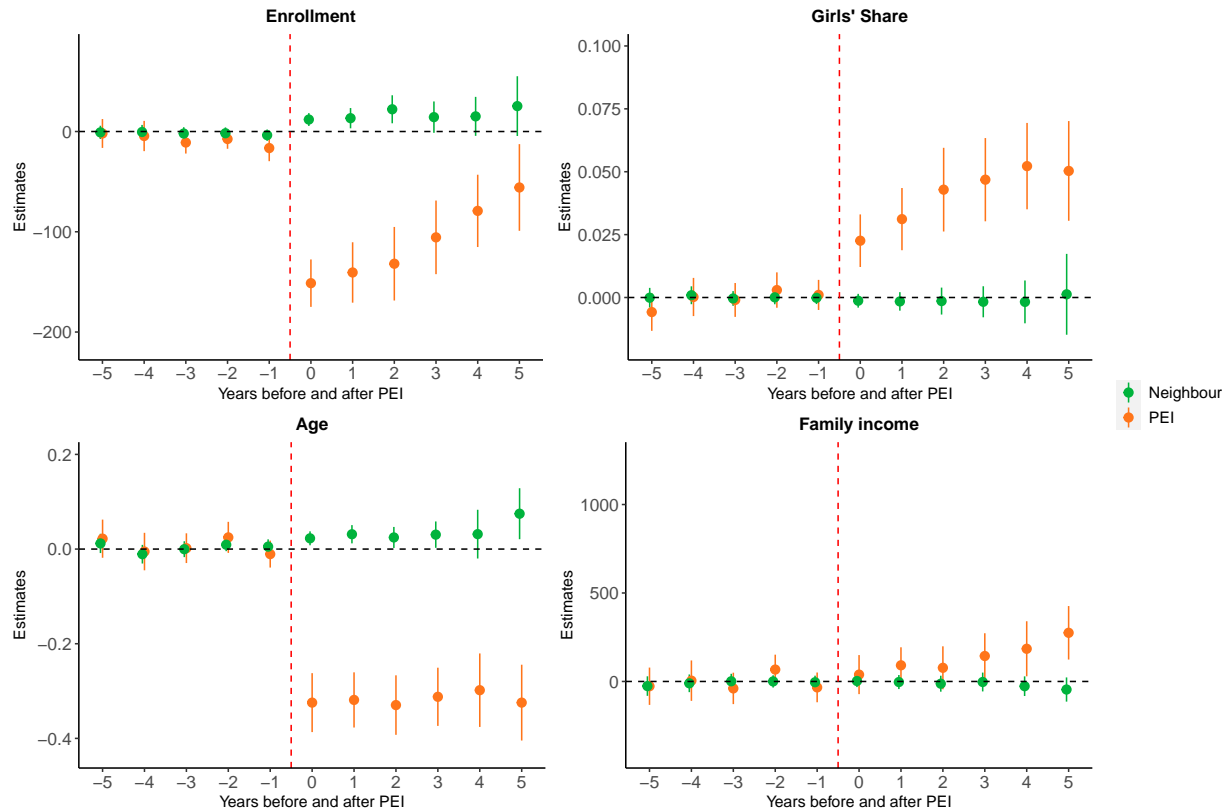 Enrollment
Estimates
0
−100
−200
−5 −4 −3 −2 −1 0 1 2 3 4 5
Years before and after PEI
Girls' Share
Estimates
0.100
0.075
0.050
0.025
0.000
−5 −4 −3 −2 −1 0 1 2 3 4 5
Years before and after PEI
Neighbour
PEI
Age
Estimates
0.2
0.0
−0.2
−0.4
−5 −4 −3 −2 −1 0 1 2 3 4 5
Years before and after PEI
Family income
Estimates
1000
500
0
−5 −4 −3 −2 −1 0 1 2 3 4 5
Years before and after PEI